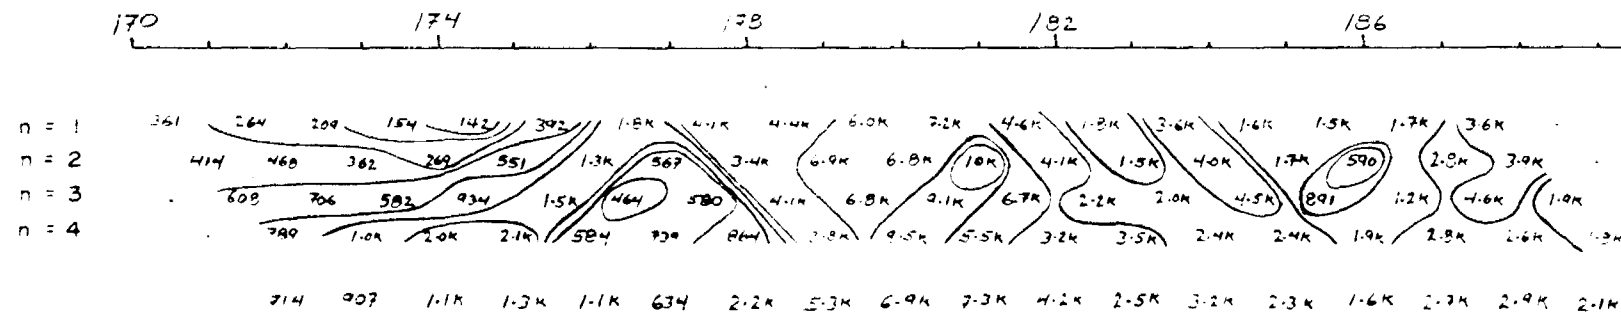 170 174 178 182 186
n = 1 361 264 209 154 142 392 1.8K 4.1K 4.4K 6.0K 7.2K 4.6K 1.8K 3.6K 1.6K 1.5K 1.7K 3.6K
n = 2 414 468 362 269 551 1.3K 567 3.4K 6.9K 6.8K 10K 4.1K 1.5K 4.0K 1.7K 590 2.8K 3.9K
n = 3 608 706 582 934 1.5K 464 580 4.1K 6.8K 9.1K 6.7K 2.2K 2.0K 4.5K 891 1.2K 4.6K 1.9K
n = 4 789 1.0K 2.0K 2.1K 584 739 864 3.8K 9.5K 5.5K 3.2K 3.5K 2.4K 2.4K 1.9K 2.8K 2.6K
714 907 1.1K 1.3K 1.1K 634 2.2K 5.3K 6.9K 7.3K 4.2K 2.5K 3.2K 2.3K 1.6K 2.7K 2.9K 2.1K